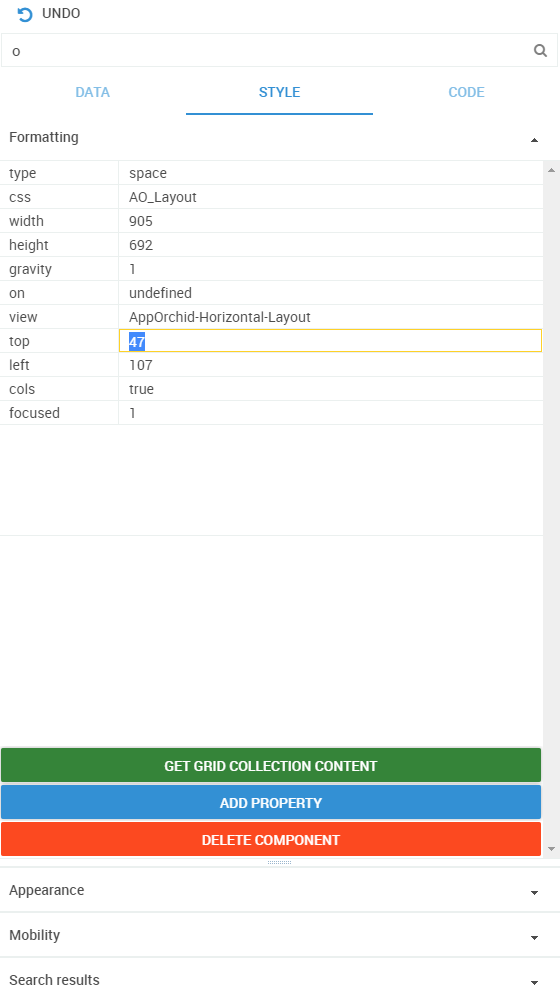 UNDO
o
DATA STYLE CODE
Formatting
type space
css AO_Layout
width 905
height 692
gravity 1
on undefined
view AppOrchid-Horizontal-Layout
top 47
left 107
cols true
focused 1
GET GRID COLLECTION CONTENT
ADD PROPERTY
DELETE COMPONENT
Appearance
Mobility
Search results